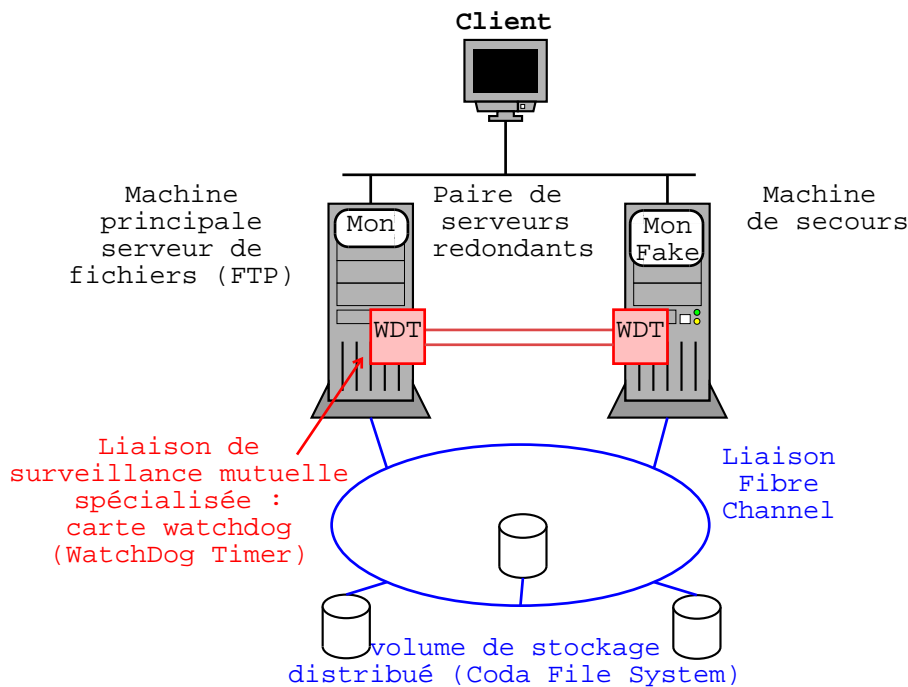 Client
Machine
principale
serveur de
fichiers (FTP)
Paire de
serveurs
redondants
Machine
de secours
Mon
Mon
Fake
WDT
WDT
Liaison de
surveillance mutuelle
spécialisée :
carte watchdog
(WatchDog Timer)
Liaison
Fibre
Channel
volume de stockage
distribué (Coda File System)